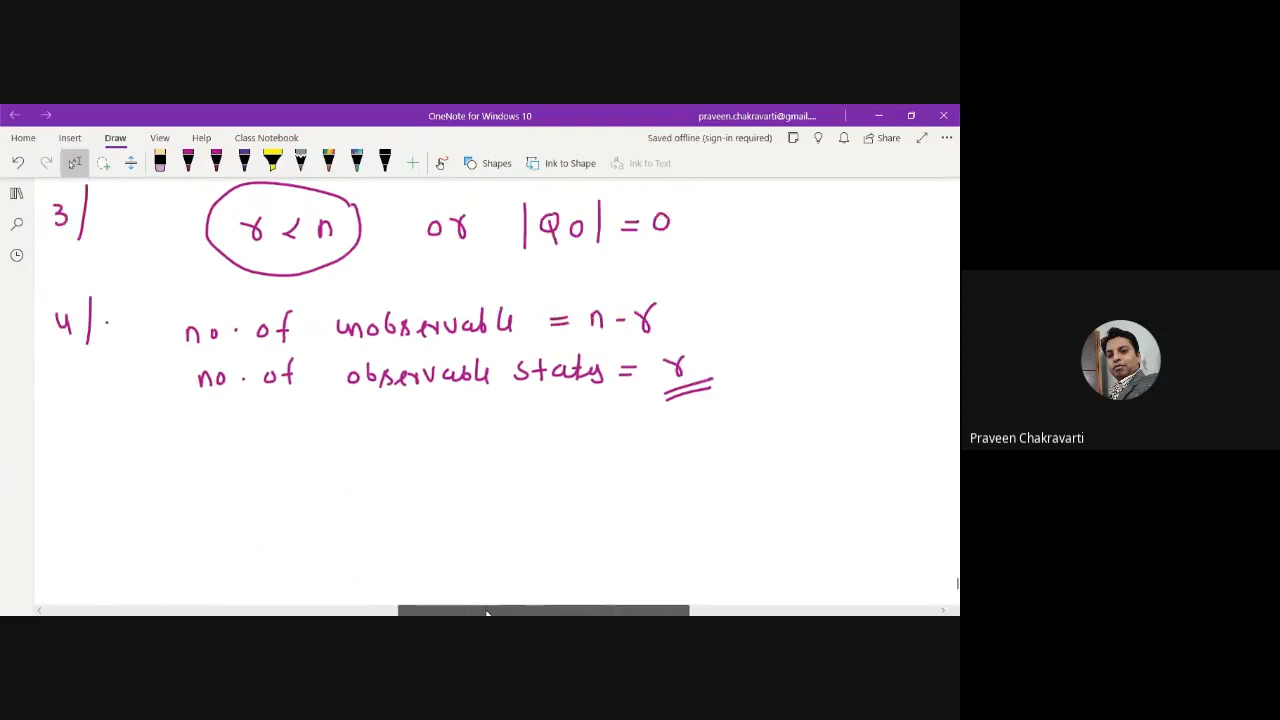 OneNote for Windows 10
praveen.chakravarti@gmail....
Home Insert Draw View Help Class Notebook
Saved offline (sign-in required)
Share
Shapes Ink to Shape Ink to Text
3| r < n or |Qo| = 0
4| . no. of unobservable = n - r
no. of observable states = r
Praveen Chakravarti